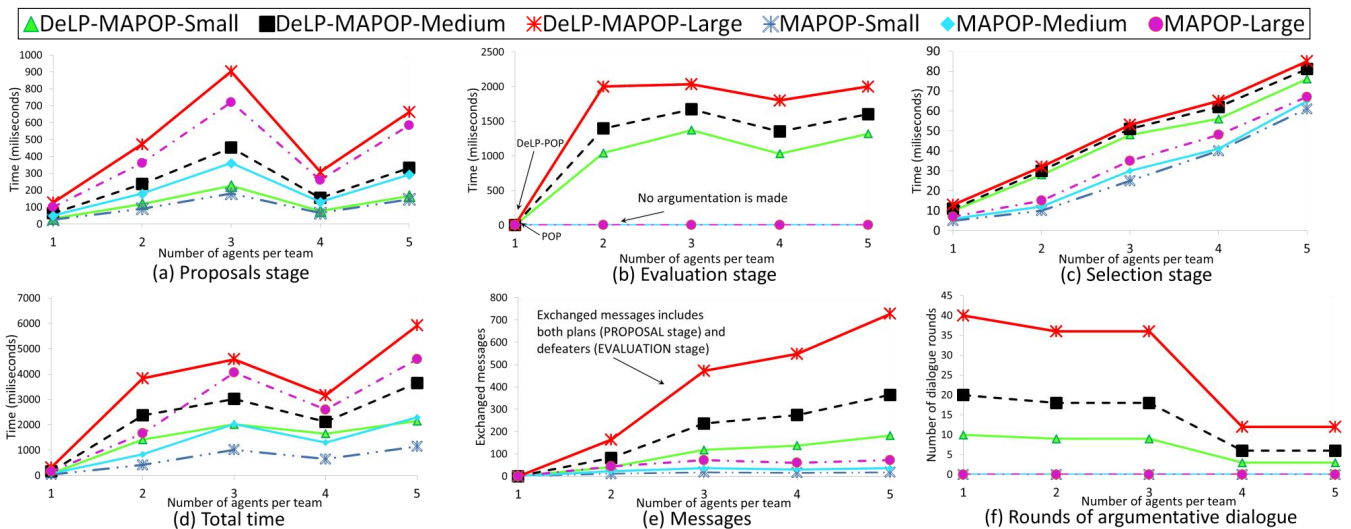 DeLP-MAPOP-Small DeLP-MAPOP-Medium DeLP-MAPOP-Large MAPOP-Small MAPOP-Medium MAPOP-Large
Time (miliseconds)
1000
900
800
700
600
500
400
300
200
100
0
1 2 3 4 5
Number of agents per team
(a) Proposals stage
Time (miliseconds)
2500
2000
1500
1000
500
0
DeLP-POP
POP
No argumentation is made
1 2 3 4 5
Number of agents per team
(b) Evaluation stage
Time (miliseconds)
90
80
70
60
50
40
30
20
10
0
1 2 3 4 5
Number of agents per team
(c) Selection stage
Time (miliseconds)
7000
6000
5000
4000
3000
2000
1000
0
1 2 3 4 5
Number of agents per team
(d) Total time
Exchanged messages
800
700
600
500
400
300
200
100
0
Exchanged messages includes
both plans (PROPOSAL stage) and
defeaters (EVALUATION stage)
1 2 3 4 5
Number of agents per team
(e) Messages
Number of dialogue rounds
45
40
35
30
25
20
15
10
5
0
1 2 3 4 5
Number of agents per team
(f) Rounds of argumentative dialogue